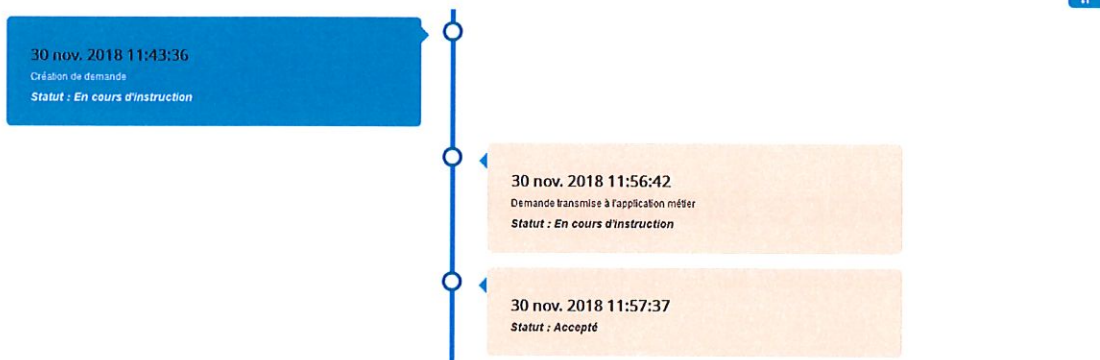 30 nov. 2018 11:43:36
Création de demande
Statut : En cours d'instruction
30 nov. 2018 11:56:42
Demande transmise à l'application métier
Statut : En cours d'instruction
30 nov. 2018 11:57:37
Statut : Accepté